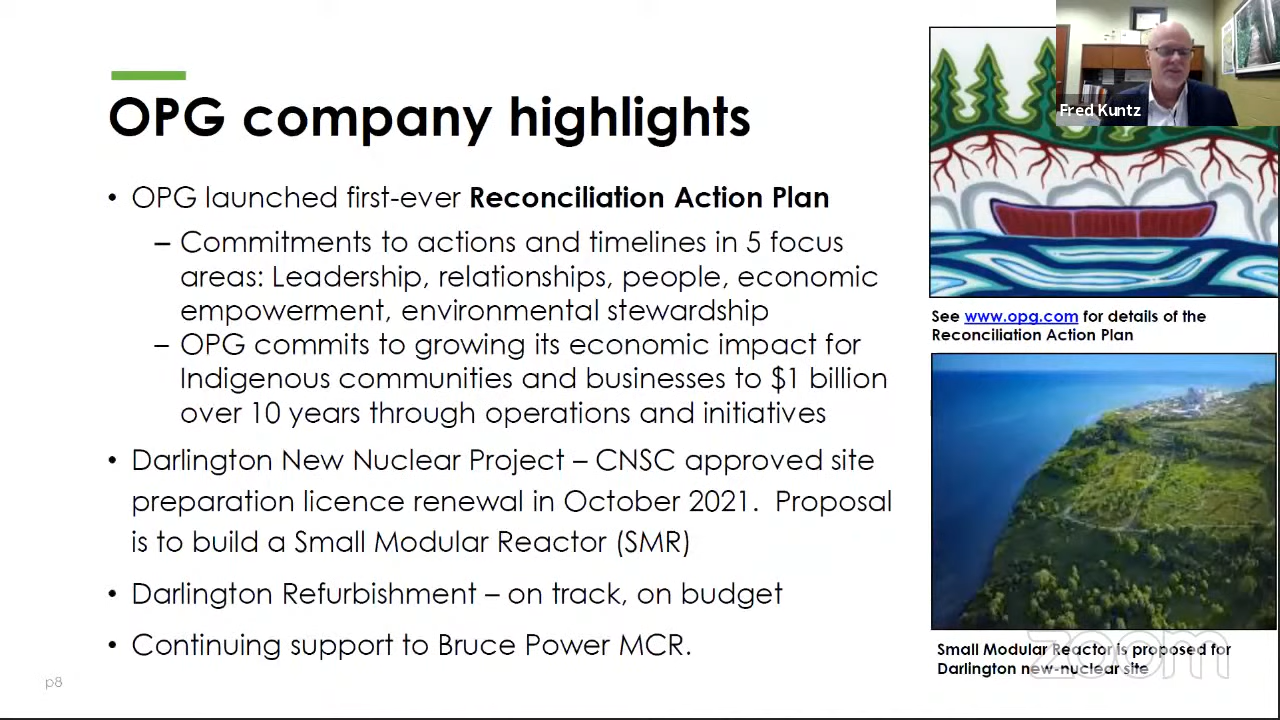 OPG company highlights
• OPG launched first-ever Reconciliation Action Plan
– Commitments to actions and timelines in 5 focus
areas: Leadership, relationships, people, economic
empowerment, environmental stewardship
– OPG commits to growing its economic impact for
Indigenous communities and businesses to $1 billion
over 10 years through operations and initiatives
• Darlington New Nuclear Project – CNSC approved site
preparation licence renewal in October 2021.  Proposal
is to build a Small Modular Reactor (SMR)
• Darlington Refurbishment – on track, on budget
• Continuing support to Bruce Power MCR.
p8
Fred Kuntz
See www.opg.com for details of the
Reconciliation Action Plan
Small Modular Reactor is proposed for
Darlington new-nuclear site
zoom